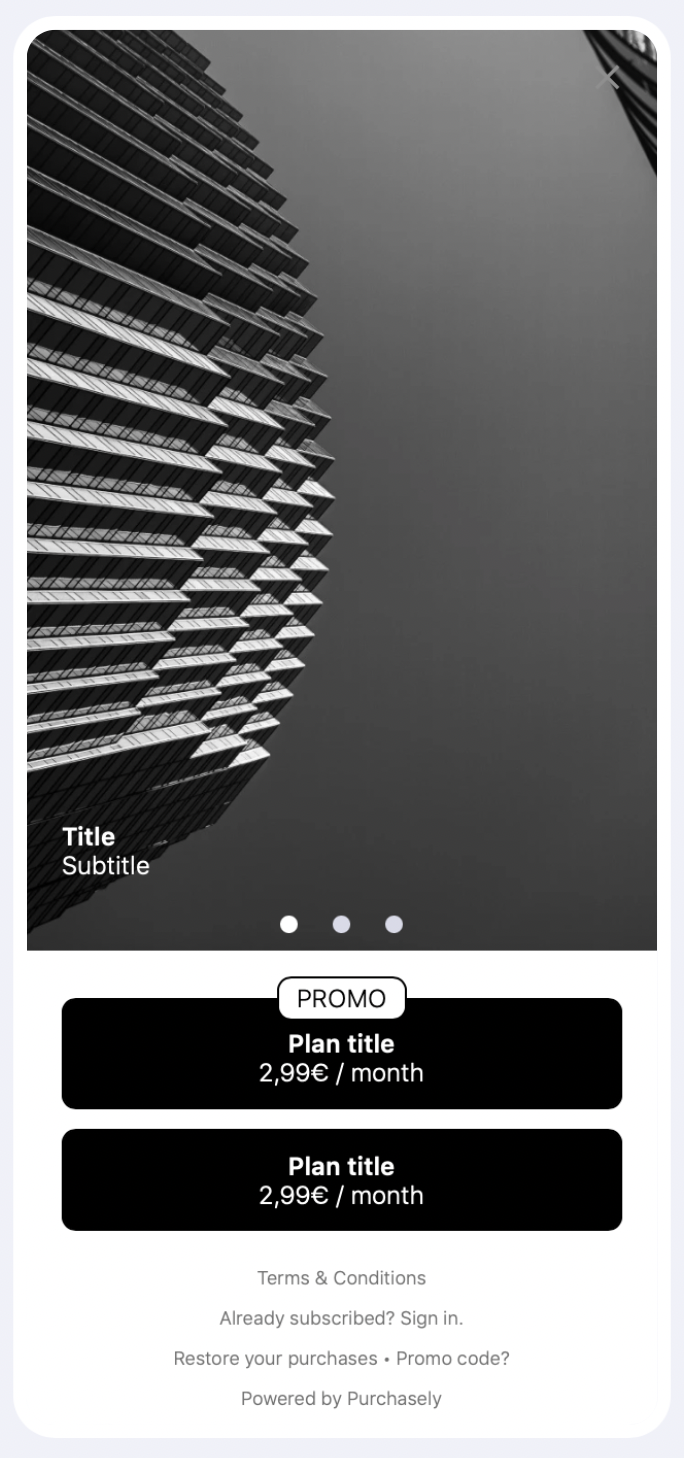 Title
Subtitle
PROMO
Plan title
2,99€ / month
Plan title
2,99€ / month
Terms & Conditions
Already subscribed? Sign in.
Restore your purchases • Promo code?
Powered by Purchasely